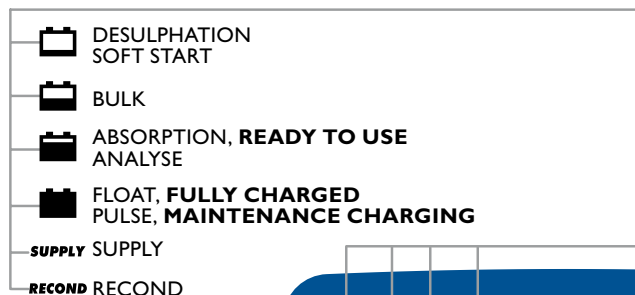 DESULPHATION
SOFT START
BULK
ABSORPTION, READY TO USE
ANALYSE
FLOAT, FULLY CHARGED
PULSE, MAINTENANCE CHARGING
SUPPLY SUPPLY
RECOND RECOND